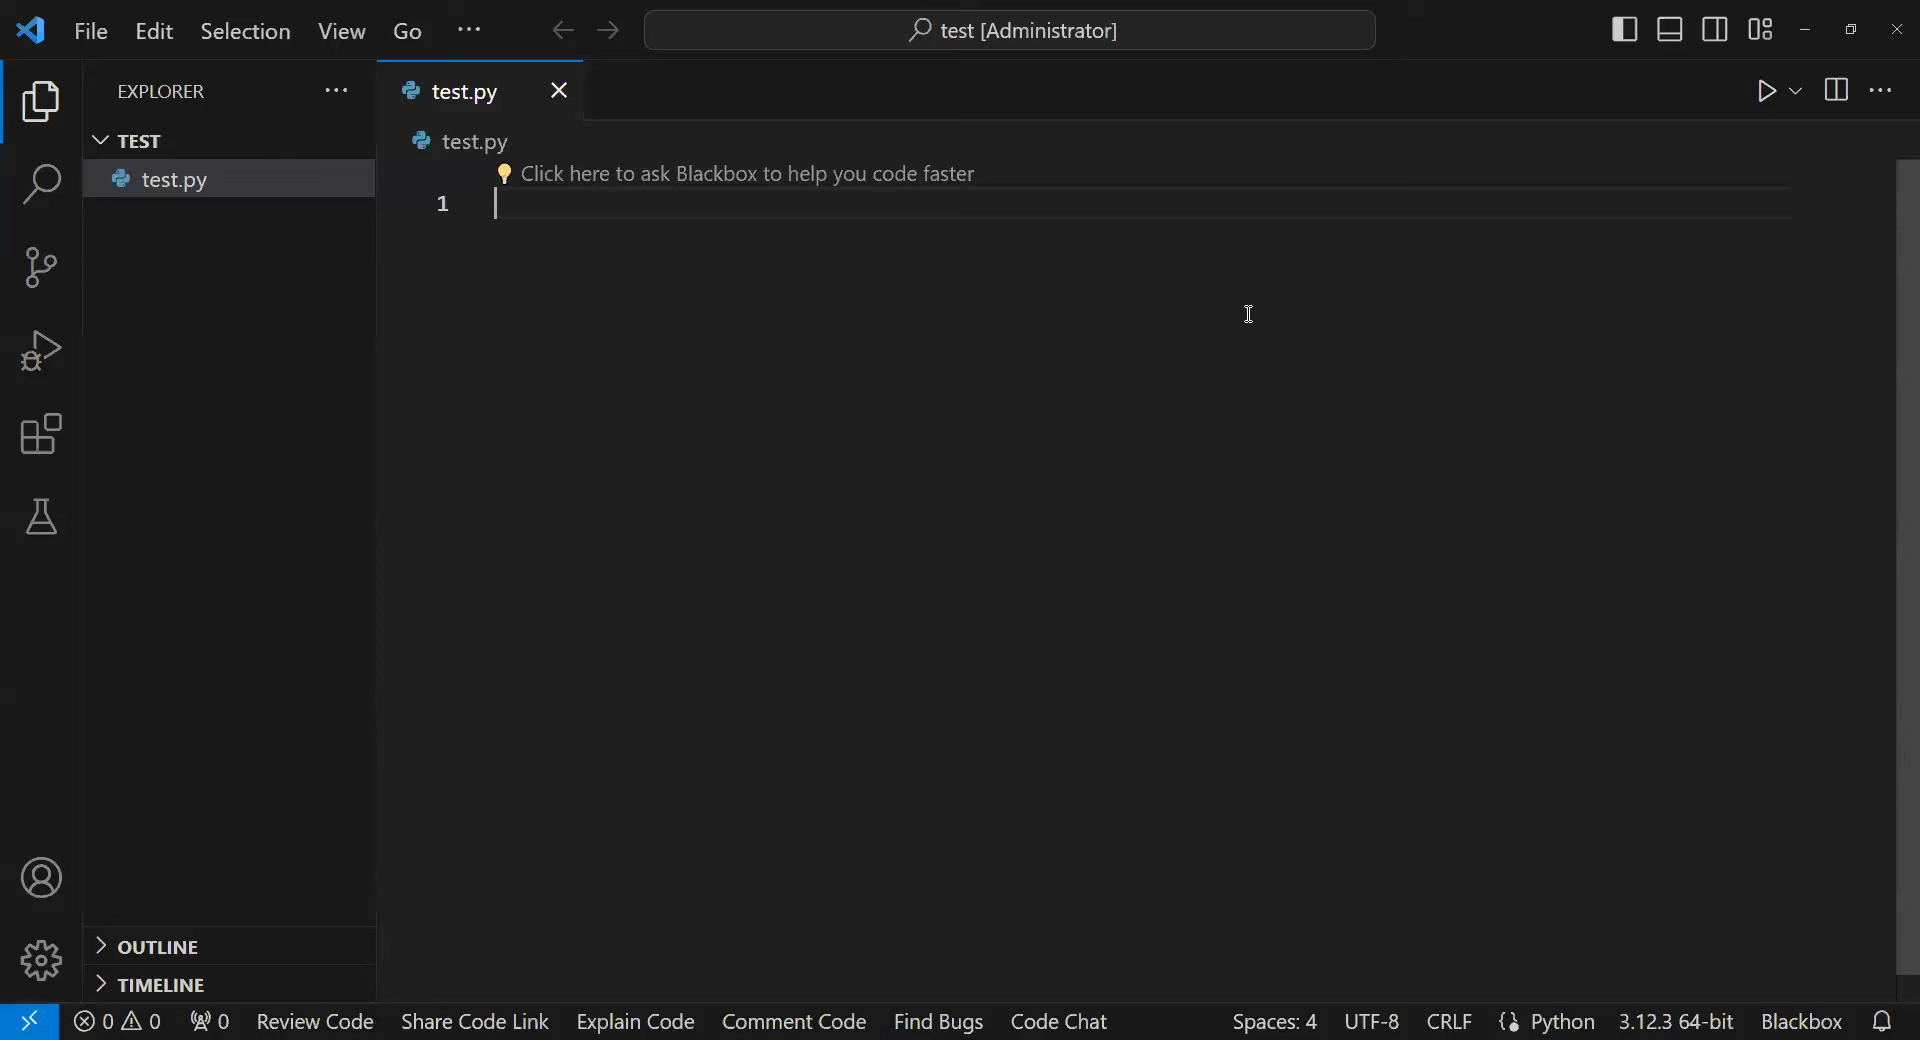 File Edit Selection View Go ··· test [Administrator]
EXPLORER ···
TEST
test.py
OUTLINE
TIMELINE
test.py
test.py
Click here to ask Blackbox to help you code faster
1
0 0 0 Review Code Share Code Link Explain Code Comment Code Find Bugs Code Chat Spaces: 4 UTF-8 CRLF Python 3.12.3 64-bit Blackbox